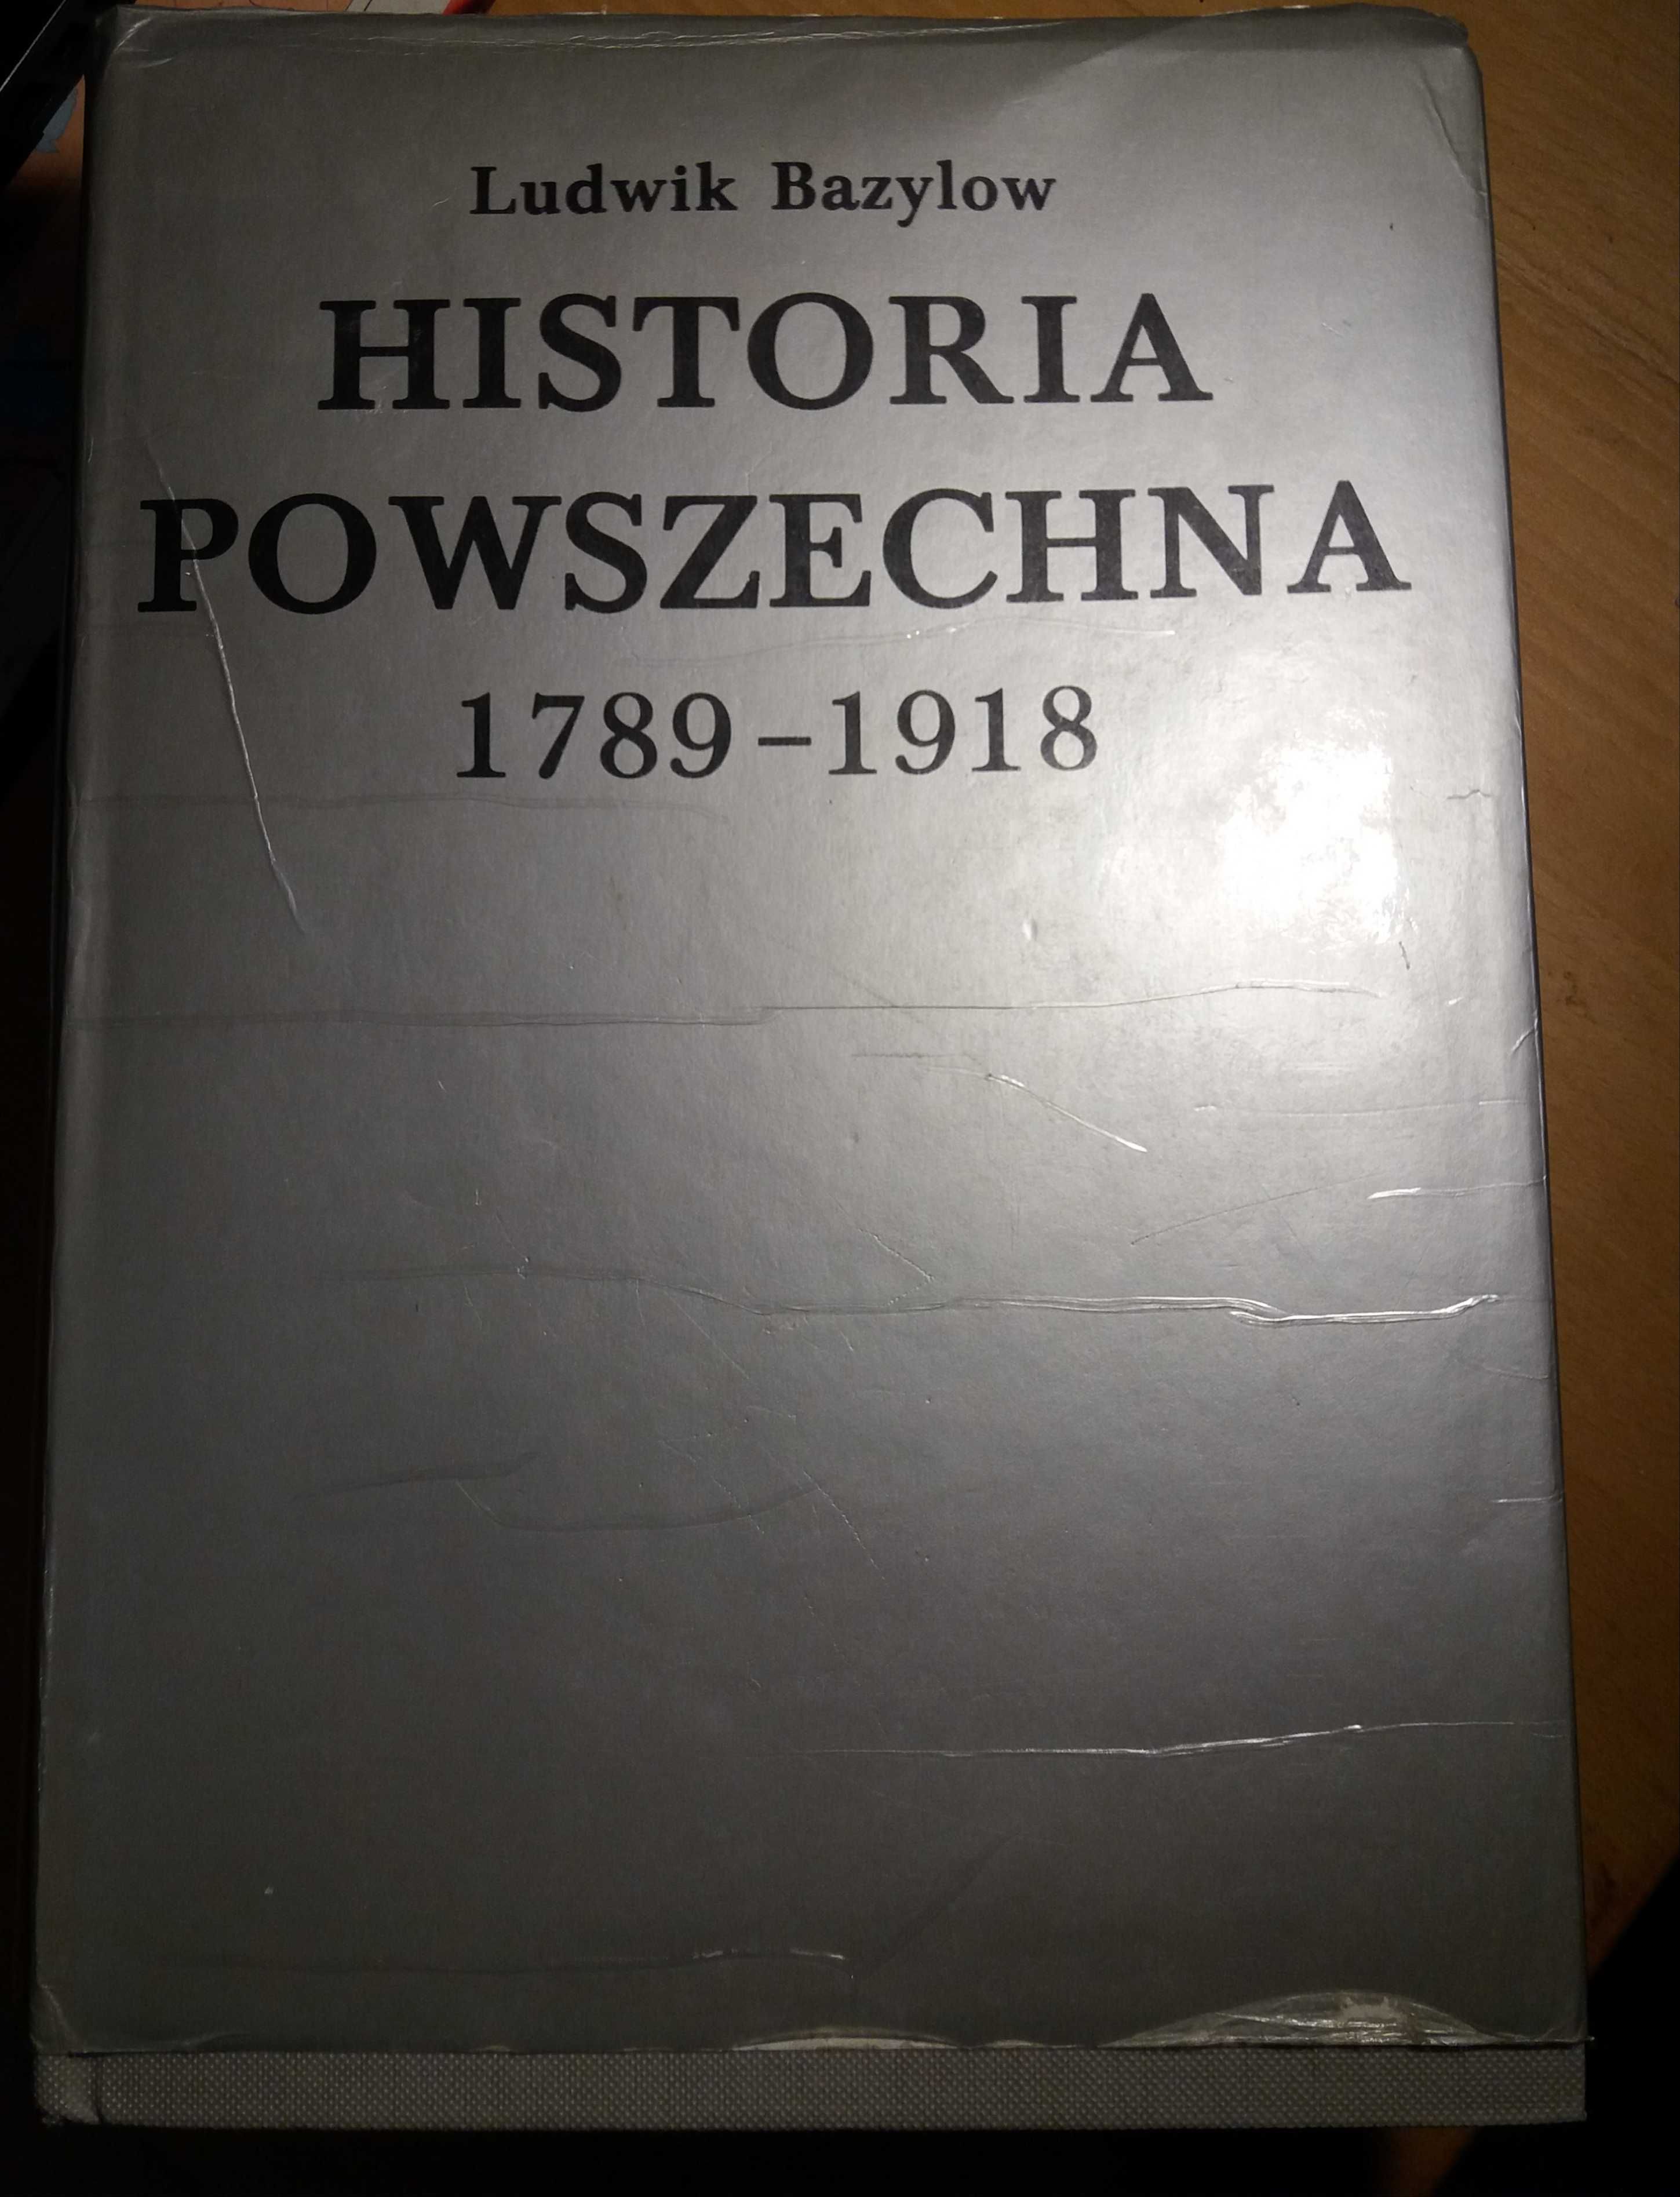 Ludwik Bazylow
HISTORIA
POWSZECHNA
1789-1918